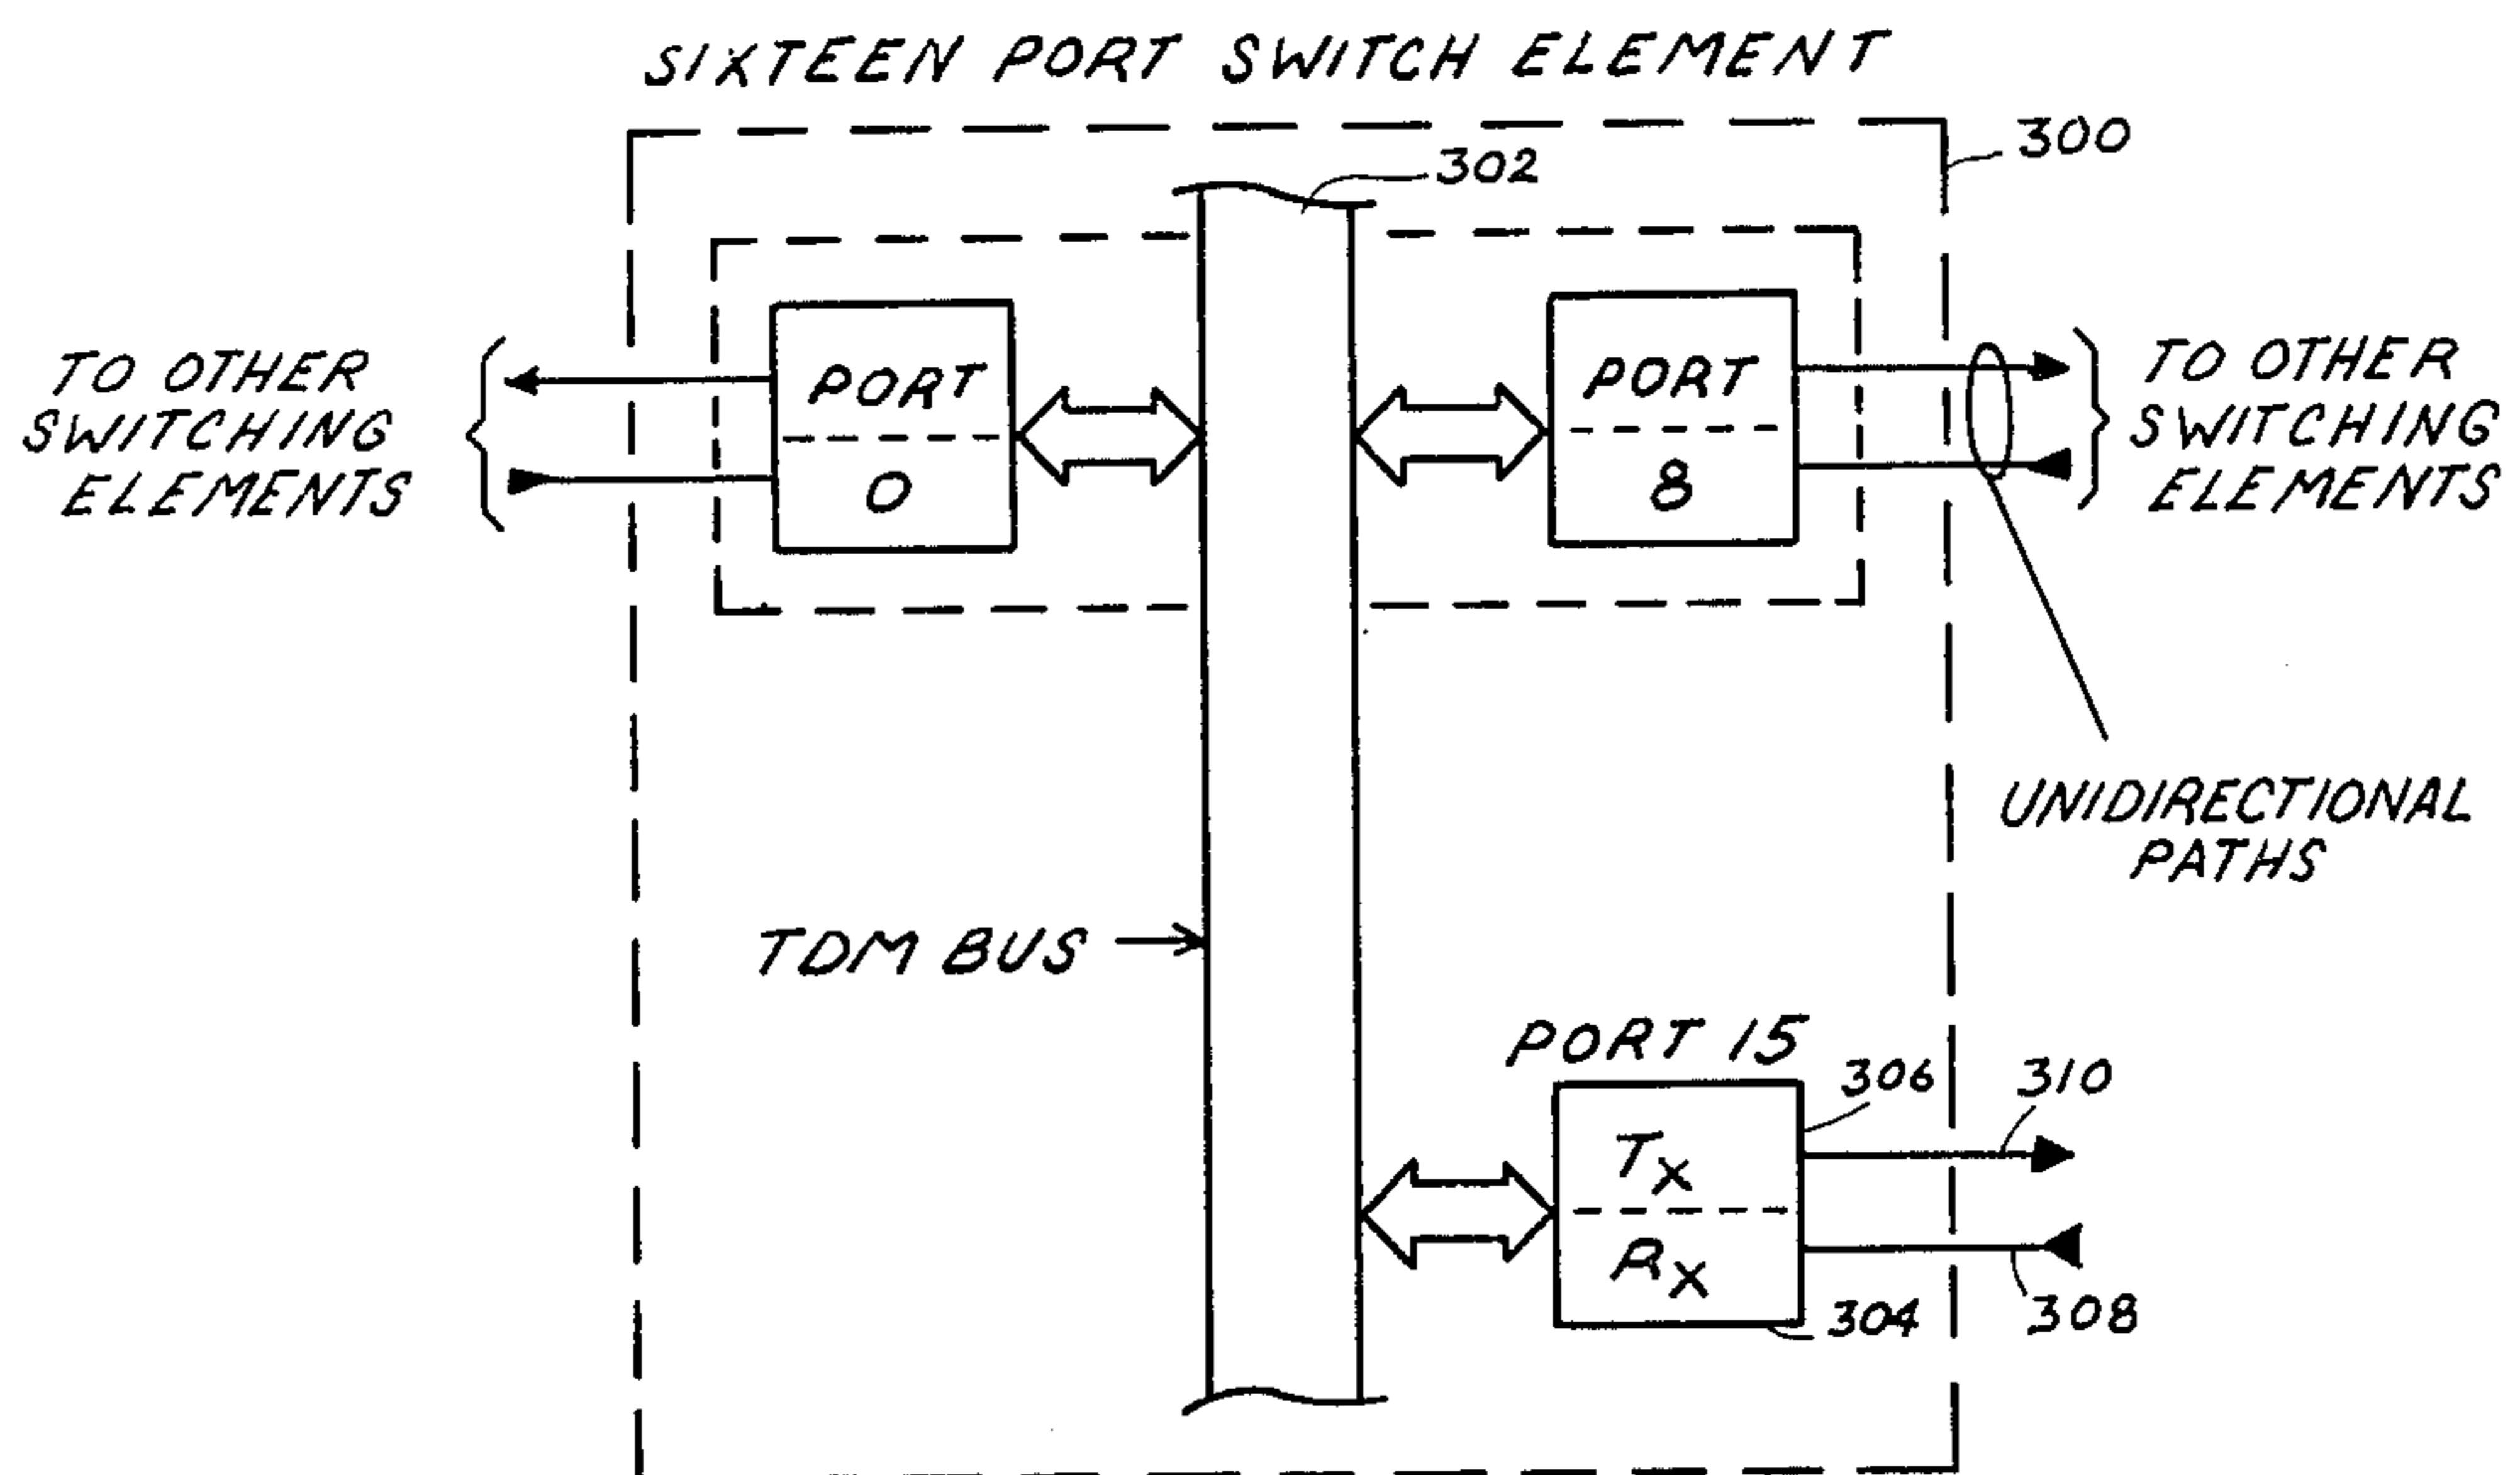 SIXTEEN PORT SWITCH ELEMENT
300
302
TO OTHER
SWITCHING
ELEMENTS
PORT
0
PORT
8
TO OTHER
SWITCHING
ELEMENTS
UNIDIRECTIONAL
PATHS
TDM BUS
PORT 15
306
310
TX
RX
304
308